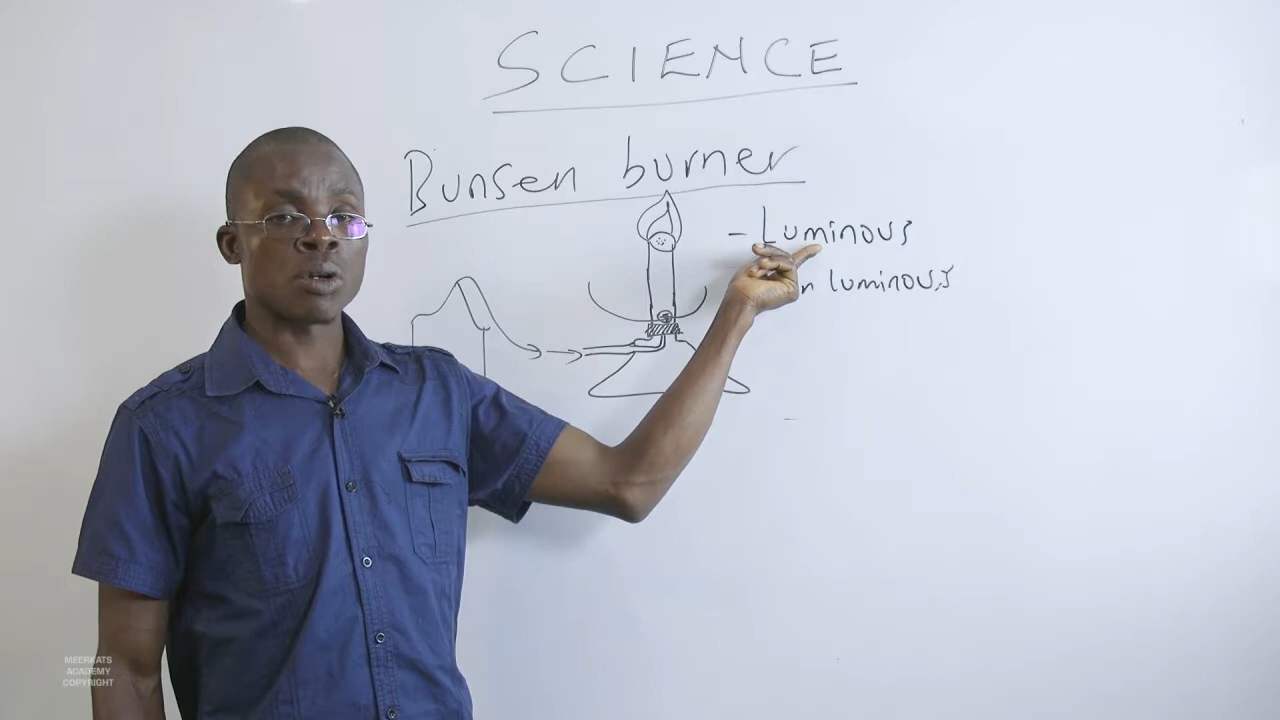 SCIENCE
Bunsen burner
- Luminous
n luminous
MEERKATS
ACADEMY
COPYRIGHT